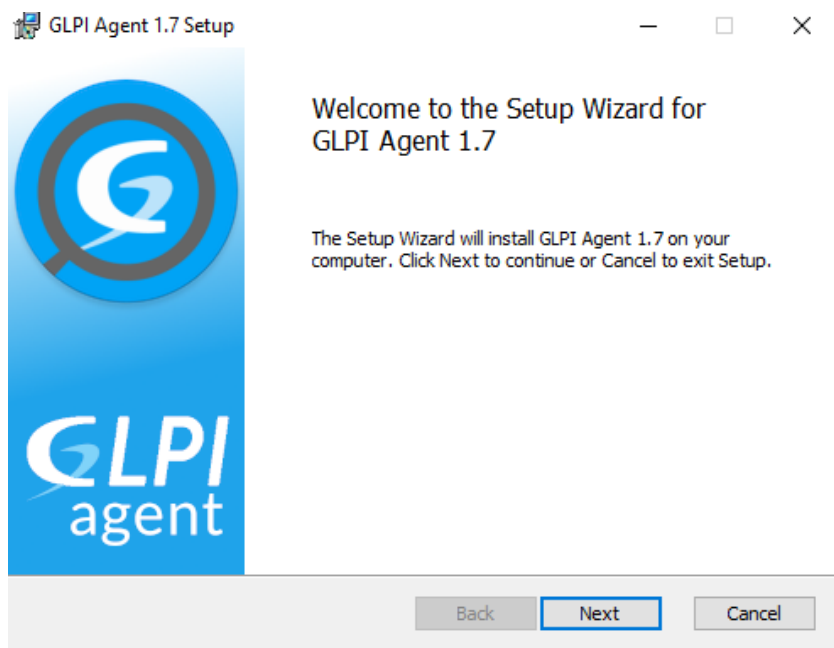 GLPI Agent 1.7 Setup
Welcome to the Setup Wizard for
GLPI Agent 1.7
The Setup Wizard will install GLPI Agent 1.7 on your
computer. Click Next to continue or Cancel to exit Setup.
GLPI
agent
Back
Next
Cancel